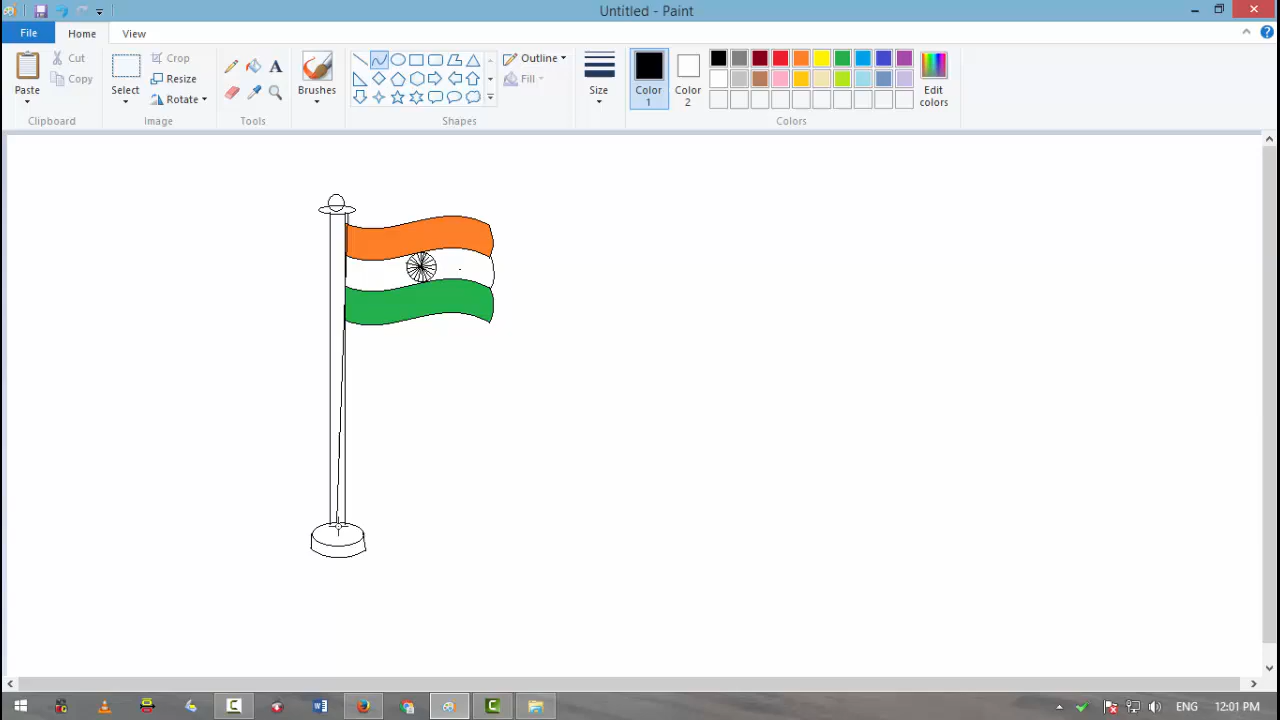 Untitled - Paint
File
Home
View
Paste
Cut
Copy
Clipboard
Select
Crop
Resize
Rotate
Image
A
Tools
Brushes
Outline
Fill
Shapes
Size
Color
1
Color
2
Edit
colors
Colors
ENG
12:01 PM